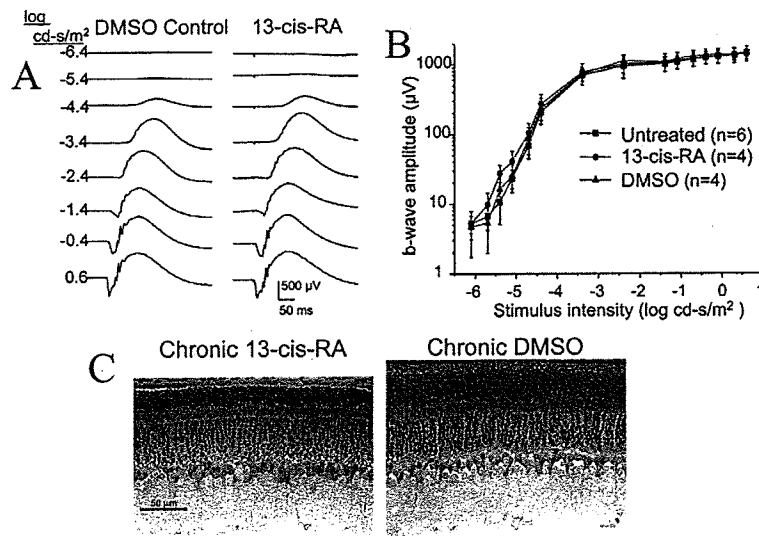 log
cd-s/m²
DMSO Control
13-cis-RA
A
-6.4
-5.4
-4.4
-3.4
-2.4
-1.4
-0.4
0.6
500 µV
50 ms
B
b-wave amplitude (µV)
1000
100
10
1
Untreated (n=6)
13-cis-RA (n=4)
DMSO (n=4)
-6 -5 -4 -3 -2 -1 0 1
Stimulus intensity (log cd-s/m² )
C
Chronic 13-cis-RA
Chronic DMSO
50 µm